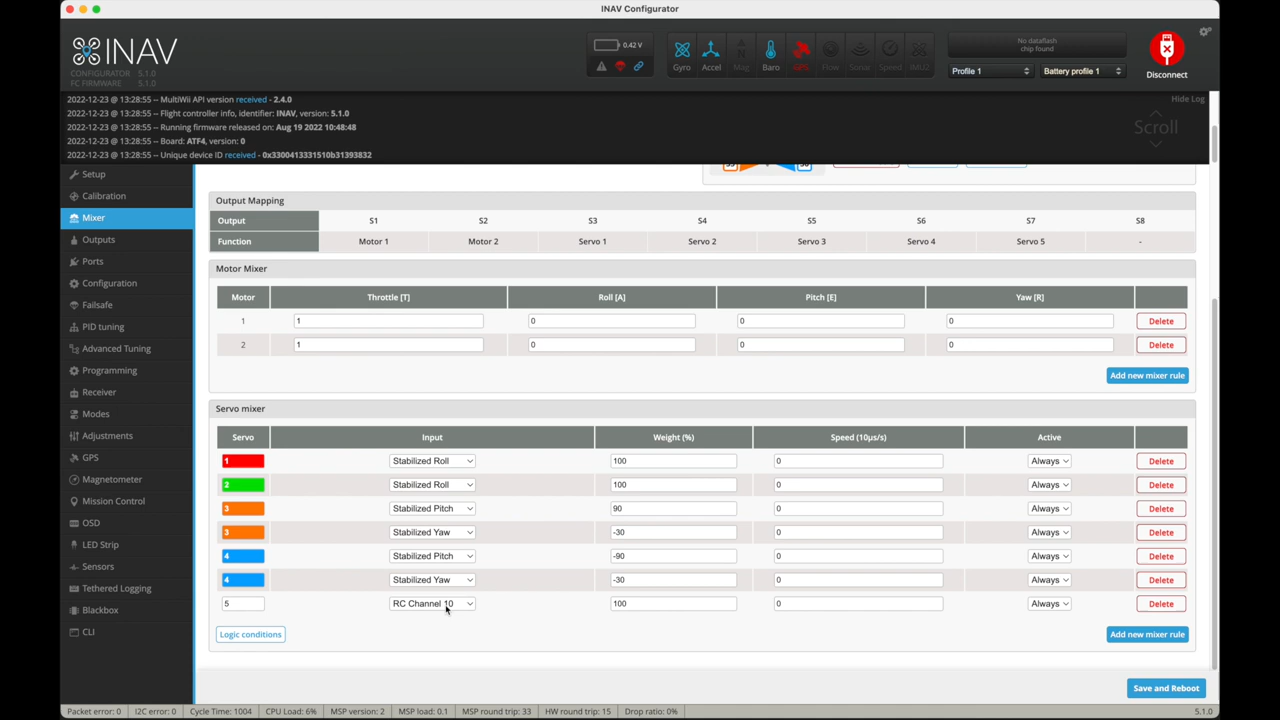 INAV Configurator
INAV
CONFIGURATOR 5.1.0
FC FIRMWARE 5.1.0
0.42 V
Gyro Accel Mag Baro GPS Flow Sonar Speed IMU2
No dataflash
chip found
Profile 1
Battery profile 1
Disconnect
2022-12-23 @ 13:28:55 -- MultiWii API version received - 2.4.0
2022-12-23 @ 13:28:55 -- Flight controller info, identifier: INAV, version: 5.1.0
2022-12-23 @ 13:28:55 -- Running firmware released on: Aug 19 2022 10:48:48
2022-12-23 @ 13:28:55 -- Board: ATF4, version: 0
2022-12-23 @ 13:28:55 -- Unique device ID received - 0x3300413331510b31393832
Hide Log
Scroll
Setup
Calibration
Mixer
Outputs
Ports
Configuration
Failsafe
PID tuning
Advanced Tuning
Programming
Receiver
Modes
Adjustments
GPS
Magnetometer
Mission Control
OSD
LED Strip
Sensors
Tethered Logging
Blackbox
CLI
Output Mapping
Output S1 S2 S3 S4 S5 S6 S7 S8
Function Motor 1 Motor 2 Servo 1 Servo 2 Servo 3 Servo 4 Servo 5 -
Motor Mixer
Motor Throttle [T] Roll [A] Pitch [E] Yaw [R]
1 1 0 0 0 Delete
2 1 0 0 0 Delete
Add new mixer rule
Servo mixer
Servo Input Weight (%) Speed (10µs/s) Active
1 Stabilized Roll 100 0 Always Delete
2 Stabilized Roll 100 0 Always Delete
3 Stabilized Pitch 90 0 Always Delete
3 Stabilized Yaw -30 0 Always Delete
4 Stabilized Pitch -90 0 Always Delete
4 Stabilized Yaw -30 0 Always Delete
5 RC Channel 10 100 0 Always Delete
Logic conditions
Add new mixer rule
Save and Reboot
Packet error: 0 I2C error: 0 Cycle Time: 1004 CPU Load: 6% MSP version: 2 MSP load: 0.1 MSP round trip: 33 HW round trip: 15 Drop ratio: 0% 5.1.0